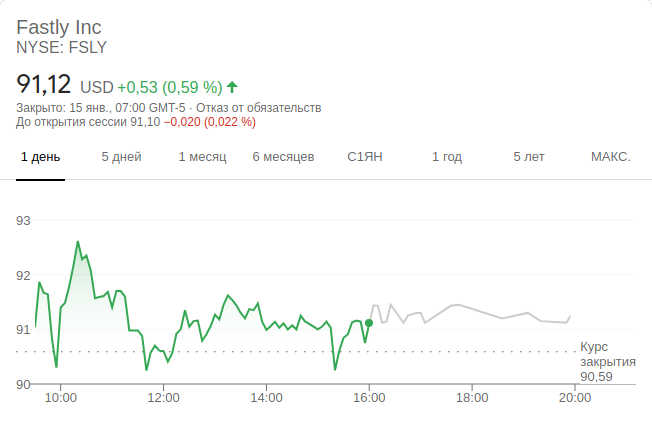 Fastly Inc
NYSE: FSLY
91,12 USD +0,53 (0,59 %)
Закрыто: 15 янв., 07:00 GMT-5 · Отказ от обязательств
До открытия сессии 91,10 −0,020 (0,022 %)
1 день 5 дней 1 месяц 6 месяцев С1ЯН 1 год 5 лет МАКС.
93
92
91
Курс
закрытия
90,59
90
10:00 12:00 14:00 16:00 18:00 20:00